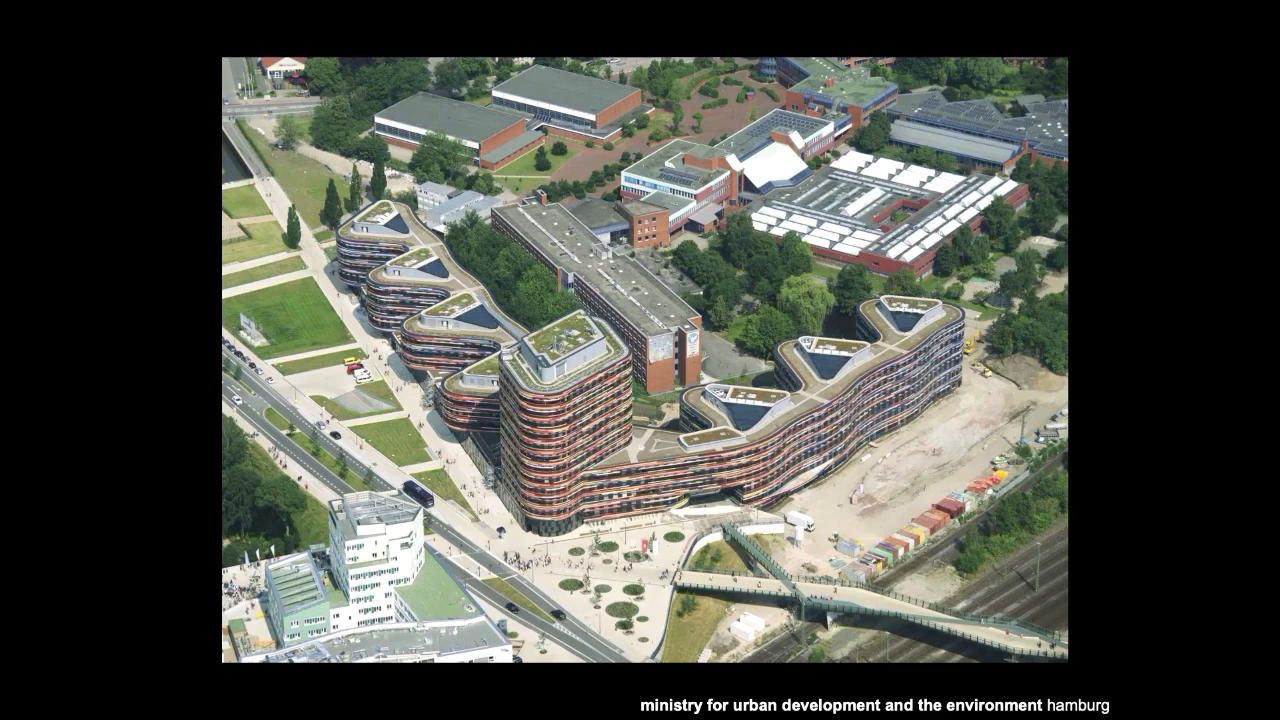 ministry for urban development and the environment hamburg